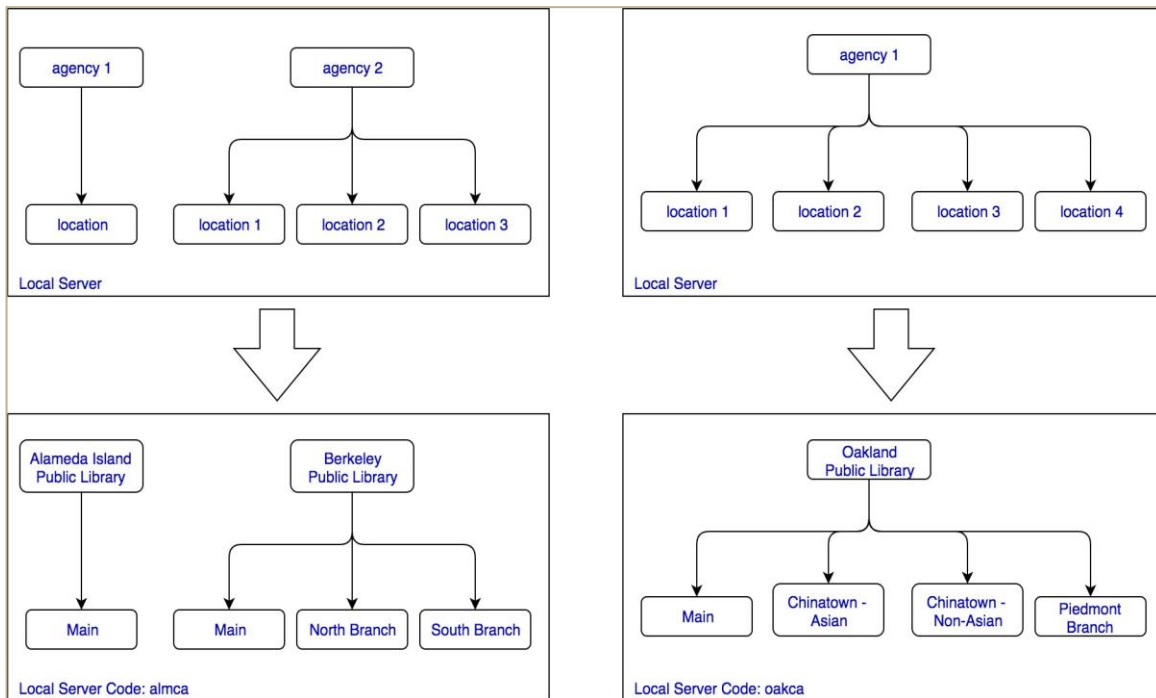 agency 1
agency 2
location
location 1
location 2
location 3
Local Server
agency 1
location 1
location 2
location 3
location 4
Local Server
Alameda Island
Public Library
Berkeley
Public Library
Main
Main
North Branch
South Branch
Local Server Code: almca
Oakland
Public Library
Main
Chinatown -
Asian
Chinatown -
Non-Asian
Piedmont
Branch
Local Server Code: oakca